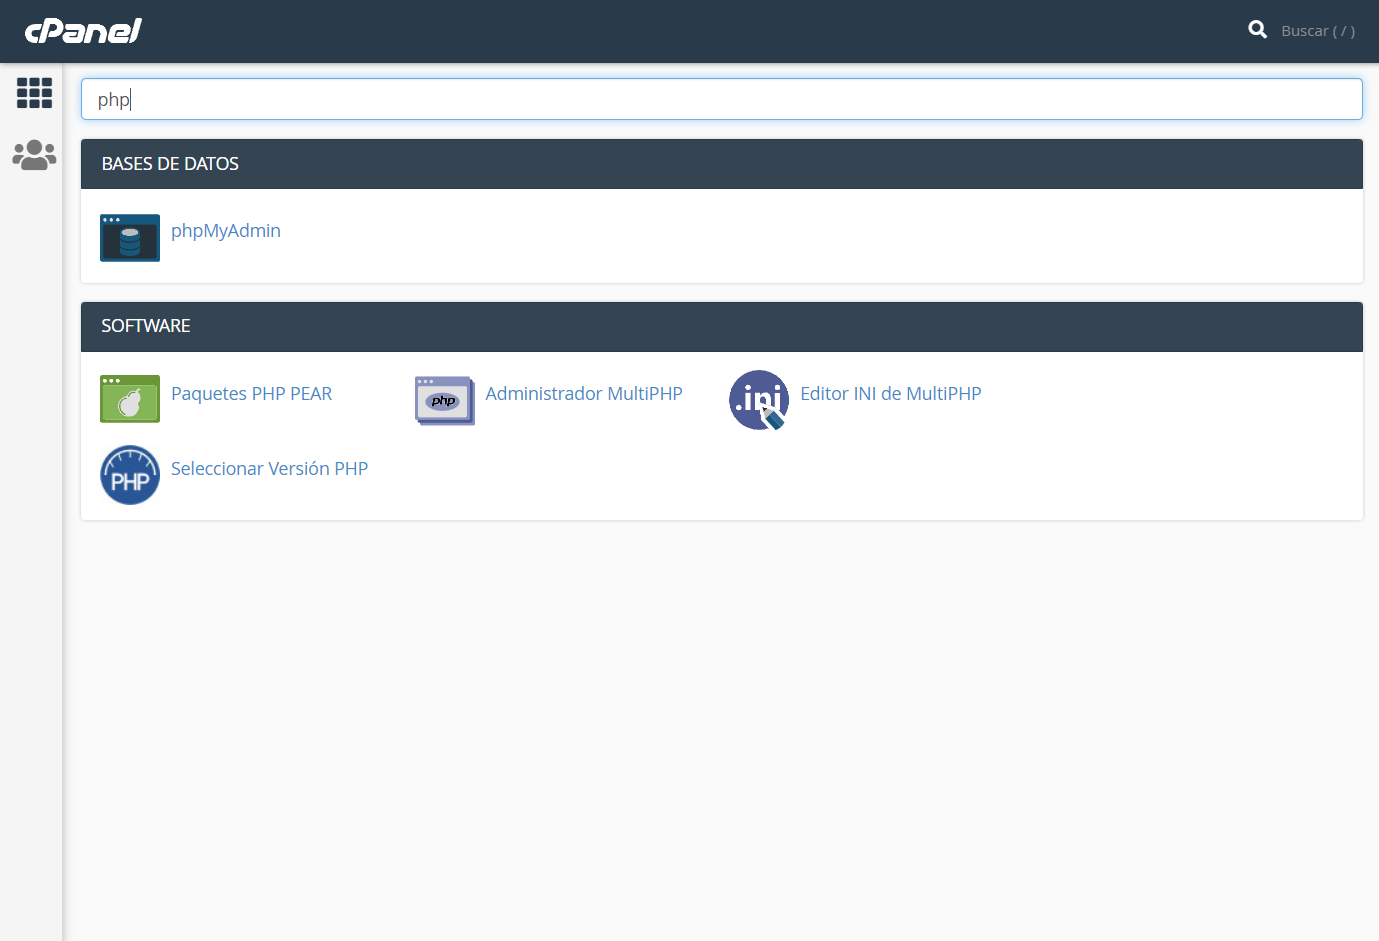 cPanel
Buscar ( / )
php
BASES DE DATOS
phpMyAdmin
SOFTWARE
Paquetes PHP PEAR
php
Administrador MultiPHP
.ini
Editor INI de MultiPHP
PHP
Seleccionar Versión PHP